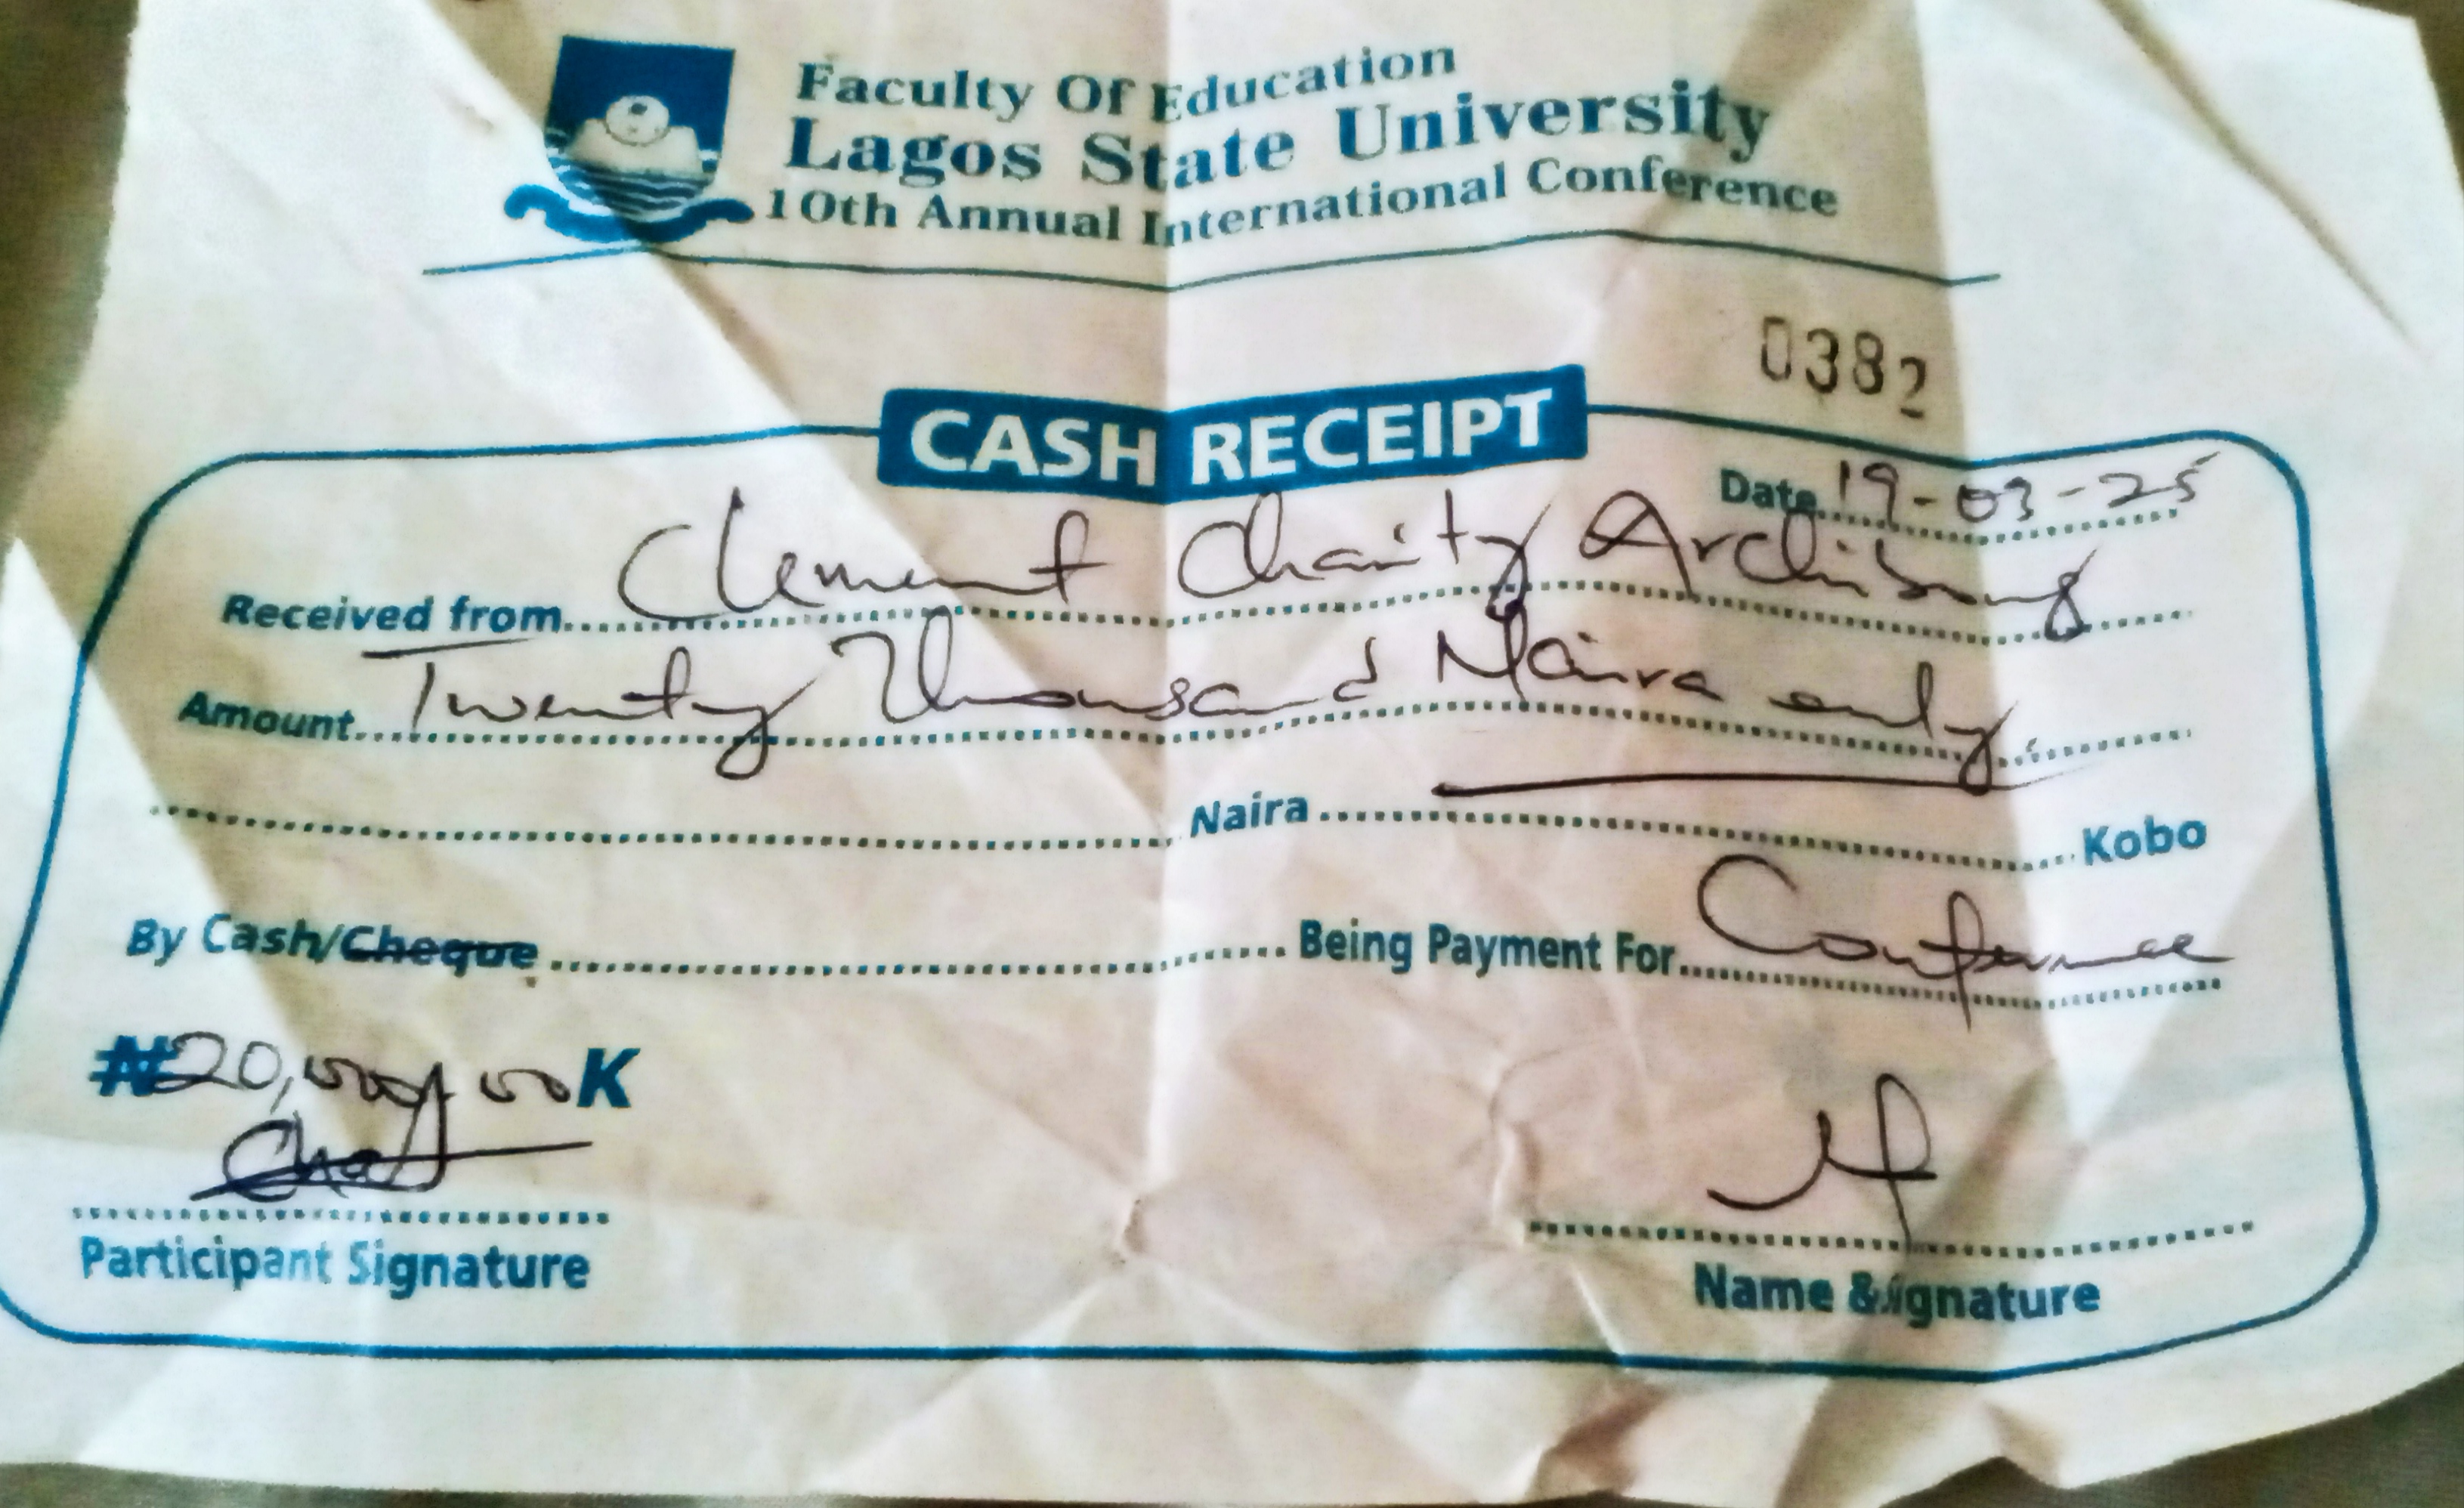 Faculty Of Education
Lagos State University
10th Annual International Conference
0382
CASH RECEIPT
Date 19-03-25
Received from Clement Charity Archibong
Amount Twenty Thousand Naira only.
Naira Kobo
By Cash/Cheque Being Payment For Conference
₦20,000/ 00K
Participant Signature
Name & Signature